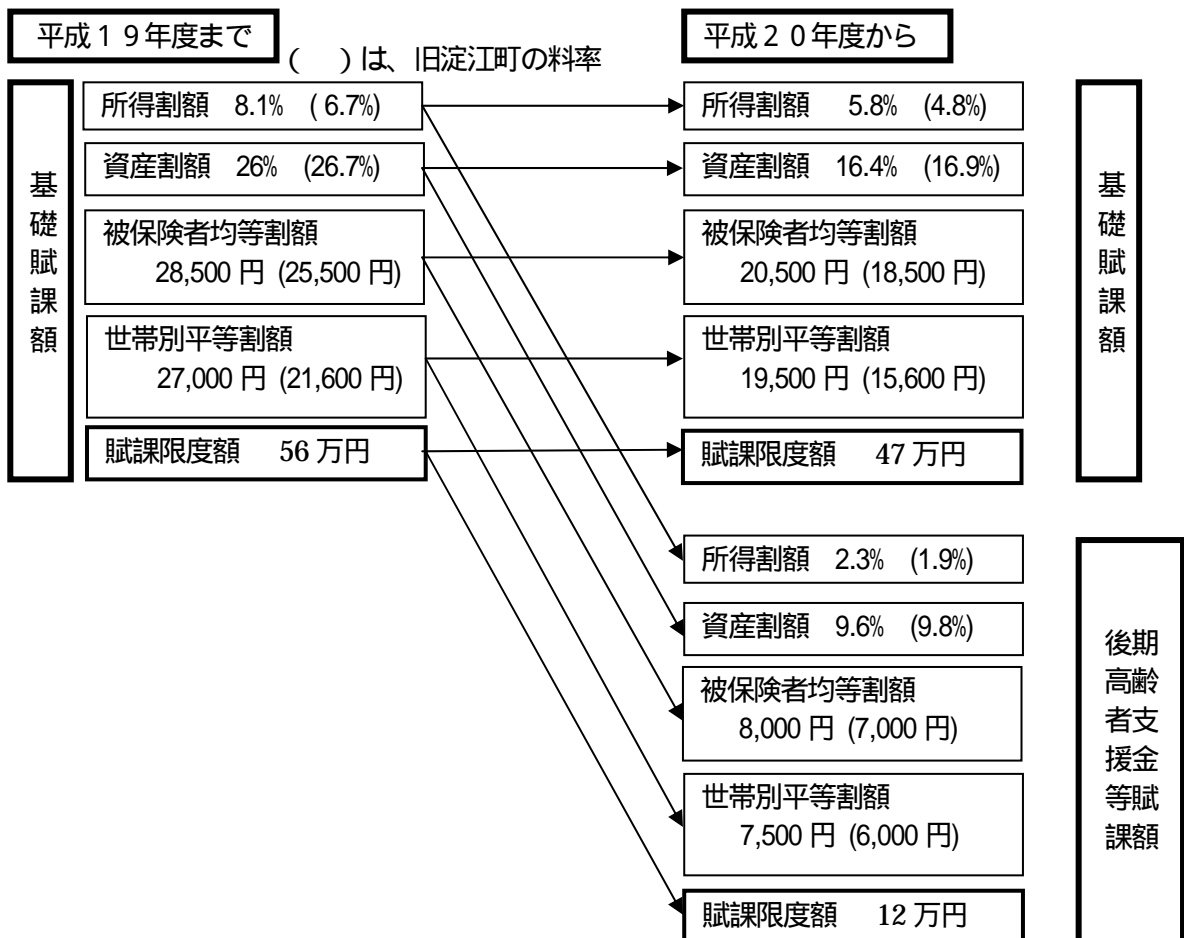 平成１９年度まで
(　)は、旧淀江町の料率
平成２０年度から
基礎賦課額
所得割額 8.1% (6.7%)
資産割額 26% (26.7%)
被保険者均等割額
28,500 円 (25,500 円)
世帯別平等割額
27,000 円 (21,600 円)
賦課限度額 56 万円
所得割額 5.8% (4.8%)
資産割額 16.4% (16.9%)
被保険者均等割額
20,500 円 (18,500 円)
世帯別平等割額
19,500 円 (15,600 円)
賦課限度額 47 万円
基礎賦課額
所得割額 2.3% (1.9%)
資産割額 9.6% (9.8%)
被保険者均等割額
8,000 円 (7,000 円)
世帯別平等割額
7,500 円 (6,000 円)
賦課限度額 12 万円
後期
高齢
者支
援金
等賦
課額